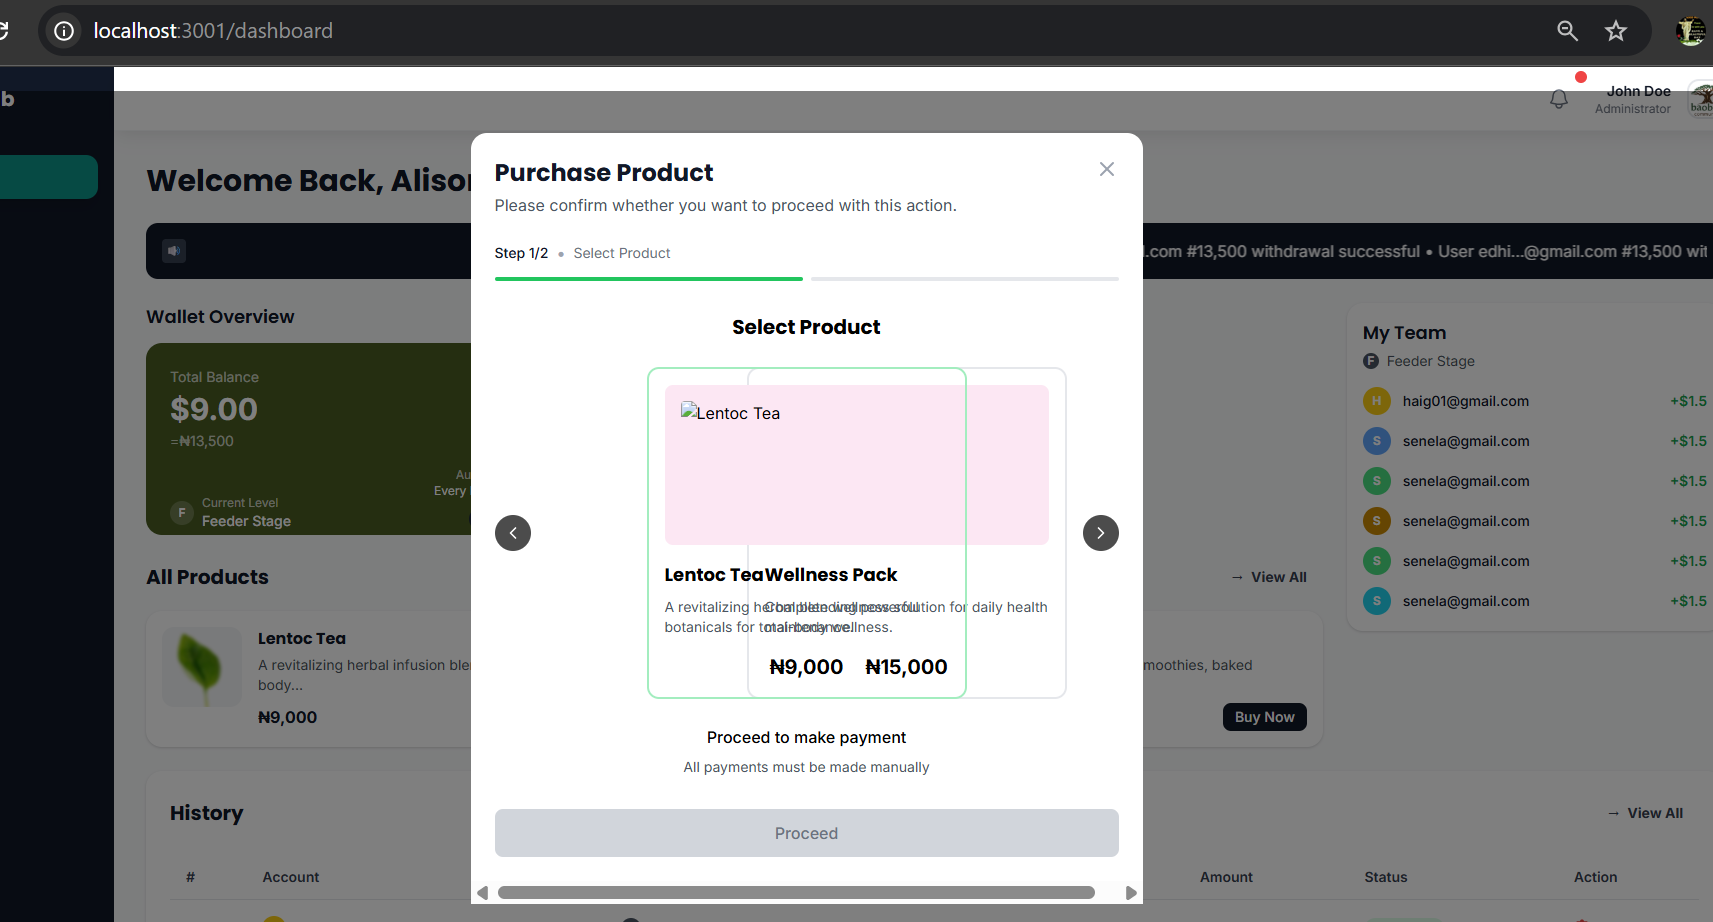 localhost:3001/dashboard
b
John Doe
Administrator
baob
Welcome Back, Alison
Purchase Product
Please confirm whether you want to proceed with this action.
Step 1/2 • Select Product
l.com #13,500 withdrawal successful • User edhi...@gmail.com #13,500 wit
Wallet Overview
Total Balance
$9.00
=₦13,500
Au
Every
F
Current Level
Feeder Stage
Select Product
Lentoc Tea
Lentoc Tea
A revitalizing herbal blending powerful
botanicals for total-body wellness.
₦9,000
Wellness Pack
Complete wellness solution for daily health
maintenance.
₦15,000
Proceed to make payment
All payments must be made manually
Proceed
My Team
F Feeder Stage
H haig01@gmail.com +$1.5
S senela@gmail.com +$1.5
S senela@gmail.com +$1.5
S senela@gmail.com +$1.5
S senela@gmail.com +$1.5
S senela@gmail.com +$1.5
All Products
→ View All
Lentoc Tea
A revitalizing herbal infusion ble
body...
₦9,000
moothies, baked
Buy Now
History
→ View All
# Account Amount Status Action